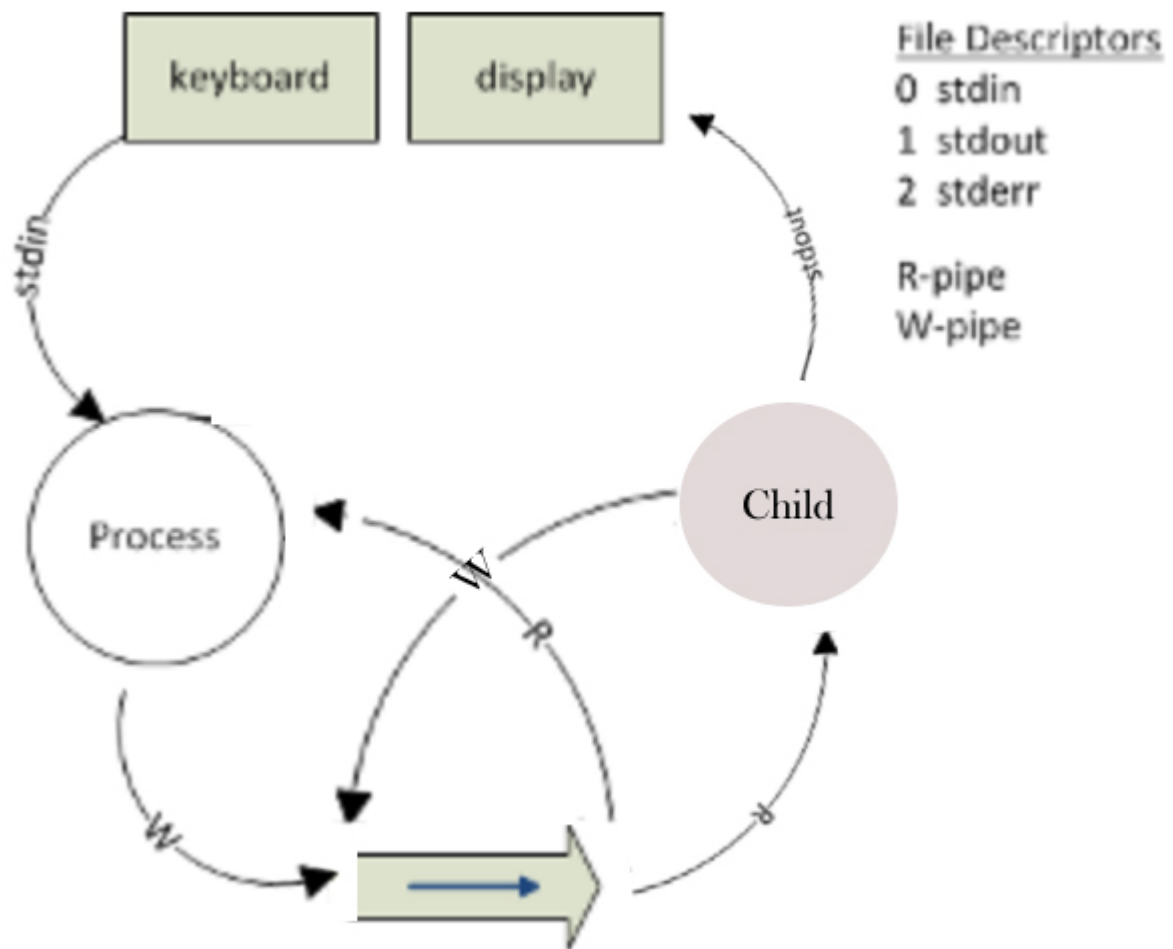 keyboard
display
File Descriptors
0 stdin
1 stdout
2 stderr
R-pipe
W-pipe
stdin
stdout
Process
Child
W
R
W
R